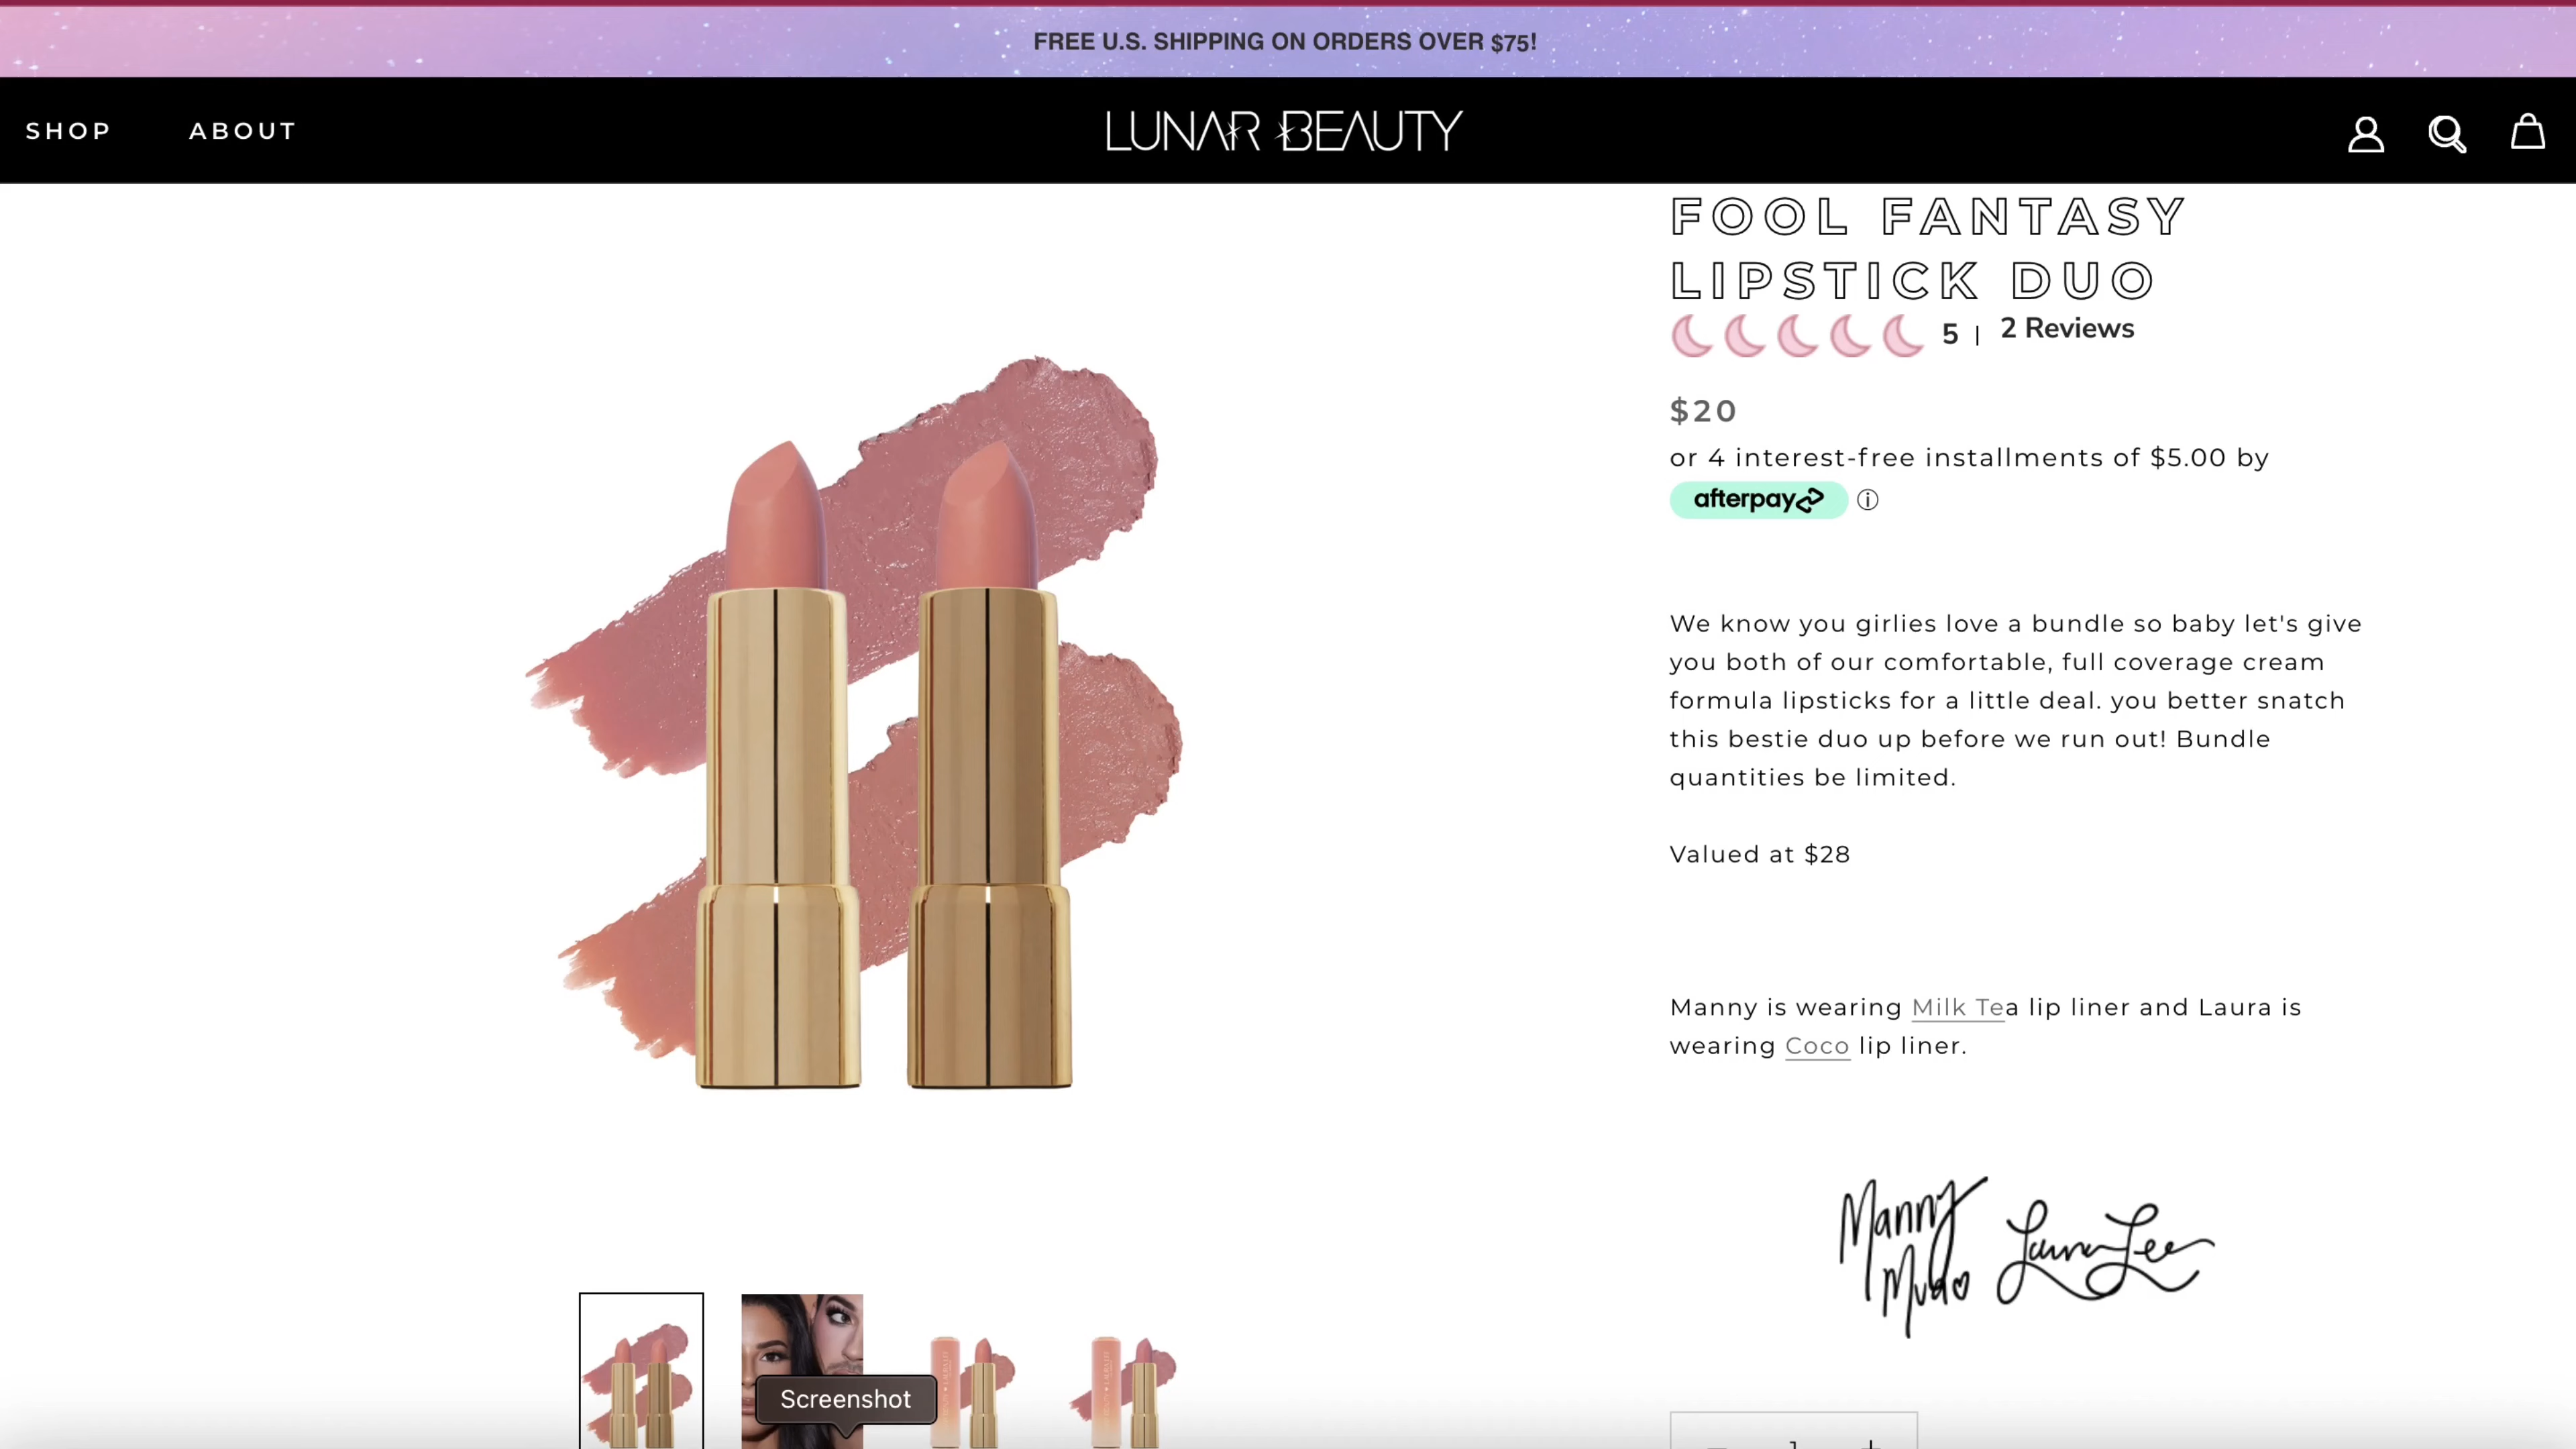 FREE U.S. SHIPPING ON ORDERS OVER $75!
SHOP
ABOUT
LUNAR BEAUTY
FOOL FANTASY
LIPSTICK DUO
5 | 2 Reviews
$20
or 4 interest-free installments of $5.00 by
afterpay
We know you girlies love a bundle so baby let's give
you both of our comfortable, full coverage cream
formula lipsticks for a little deal. you better snatch
this bestie duo up before we run out! Bundle
quantities be limited.
Valued at $28
Manny is wearing Milk Tea lip liner and Laura is
wearing Coco lip liner.
Manny
Mua
Laura Lee
Screenshot
1